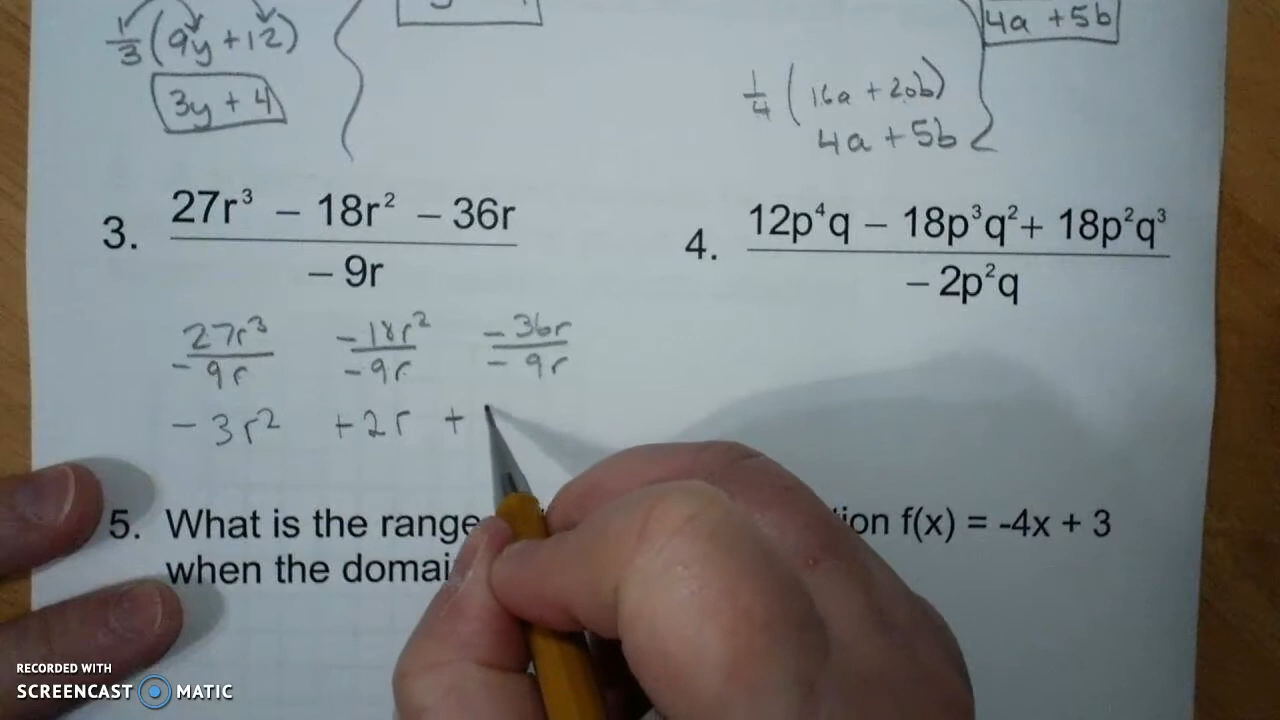 1/3 (9y + 12)
3y + 4
4a + 5b
1/4 (16a + 20b)
4a + 5b
3. 27r³ – 18r² – 36r
– 9r
4. 12p⁴q – 18p³q² + 18p²q³
– 2p²q
27r³ -18r² -36r
-9r -9r -9r
-3r² +2r +
5. What is the range f(x) = -4x + 3
when the
RECORDED WITH
SCREENCAST MATIC